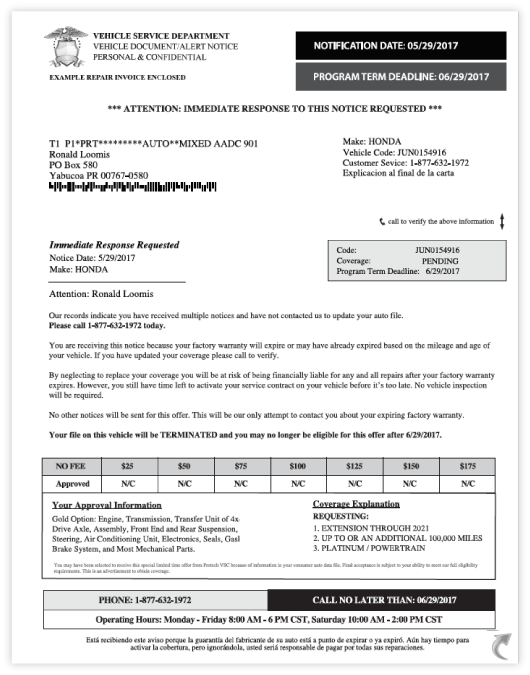 VEHICLE SERVICE DEPARTMENT
VEHICLE DOCUMENT/ALERT NOTICE
PERSONAL & CONFIDENTIAL
EXAMPLE REPAIR INVOICE ENCLOSED
NOTIFICATION DATE: 05/29/2017
PROGRAM TERM DEADLINE: 06/29/2017
*** ATTENTION: IMMEDIATE RESPONSE TO THIS NOTICE REQUESTED ***
T1 P1*PRT*********AUTO**MIXED AADC 901
Ronald Loomis
PO Box 580
Yabucoa PR 00767-0580
Make: HONDA
Vehicle Code: JUN0154916
Customer Sevice: 1-877-632-1972
Explicacion al final de la carta
call to verify the above information
Immediate Response Requested
Notice Date: 5/29/2017
Make: HONDA
Code: JUN0154916
Coverage: PENDING
Program Term Deadline: 6/29/2017
Attention: Ronald Loomis
Our records indicate you have received multiple notices and have not contacted us to update your auto file.
Please call 1-877-632-1972 today.
You are receiving this notice because your factory warranty will expire or may have already expired based on the mileage and age
of your vehicle. If you have updated your coverage please call to verify.
By neglecting to replace your coverage you will be at risk of being financially liable for any and all repairs after your factory warranty
expires. However, you still have time left to activate your service contract on your vehicle before it's too late. No vehicle inspection
will be required.
No other notices will be sent for this offer. This will be our only attempt to contact you about your expiring factory warranty.
Your file on this vehicle will be TERMINATED and you may no longer be eligible for this offer after 6/29/2017.
NO FEE $25 $50 $75 $100 $125 $150 $175
Approved N/C N/C N/C N/C N/C N/C N/C
Your Approval Information
Gold Option: Engine, Transmission, Transfer Unit of 4x
Drive Axle, Assembly, Front End and Rear Suspension,
Steering, Air Conditioning Unit, Electronics, Seals, Gasl
Brake System, and Most Mechanical Parts.
Coverage Explanation
REQUESTING:
1. EXTENSION THROUGH 2021
2. UP TO OR AN ADDITIONAL 100,000 MILES
3. PLATINUM / POWERTRAIN
You may have been selected to receive this special limited time offer from Protech VSC because of information in your consumer auto data file. Final acceptance is subject to your ability to meet our full eligibility
requirements. This is an advertisement to obtain coverage.
PHONE: 1-877-632-1972
CALL NO LATER THAN: 06/29/2017
Operating Hours: Monday - Friday 8:00 AM - 6 PM CST, Saturday 10:00 AM - 2:00 PM CST
Está recibiendo este aviso porque la garantía del fabricante de su auto está a punto de expirar o ya expiró. Aún hay tiempo para
activar la cobertura, pero ignorándola, usted seriá responsable de pagar por todas sus reparaciones.